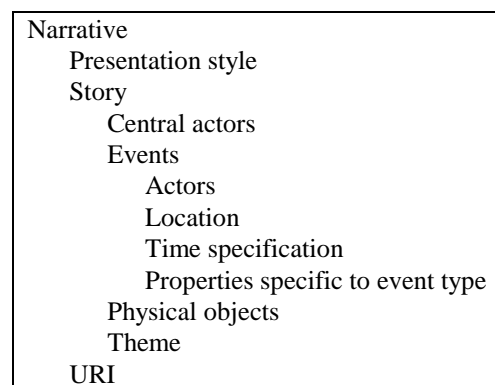 Narrative
Presentation style
Story
Central actors
Events
Actors
Location
Time specification
Properties specific to event type
Physical objects
Theme
URI